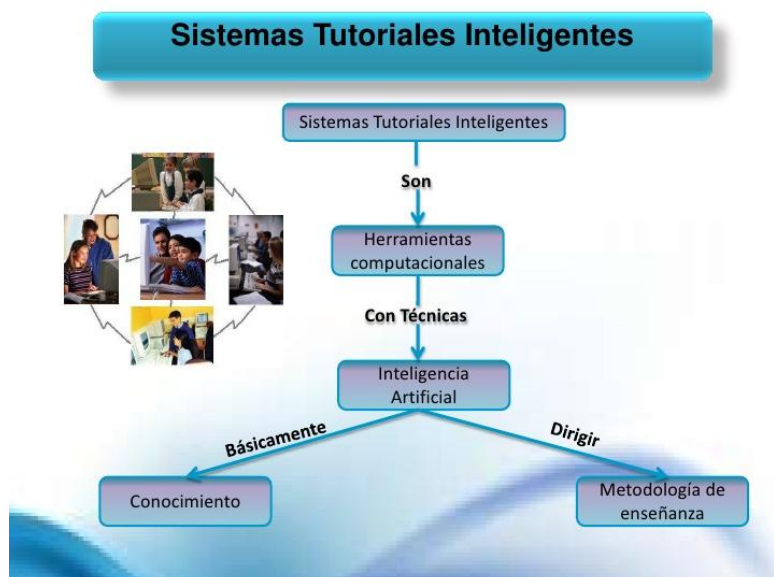 Sistemas Tutoriales Inteligentes
Sistemas Tutoriales Inteligentes
Son
Herramientas
computacionales
Con Técnicas
Inteligencia
Artificial
Básicamente
Dirigir
Conocimiento
Metodología de
enseñanza